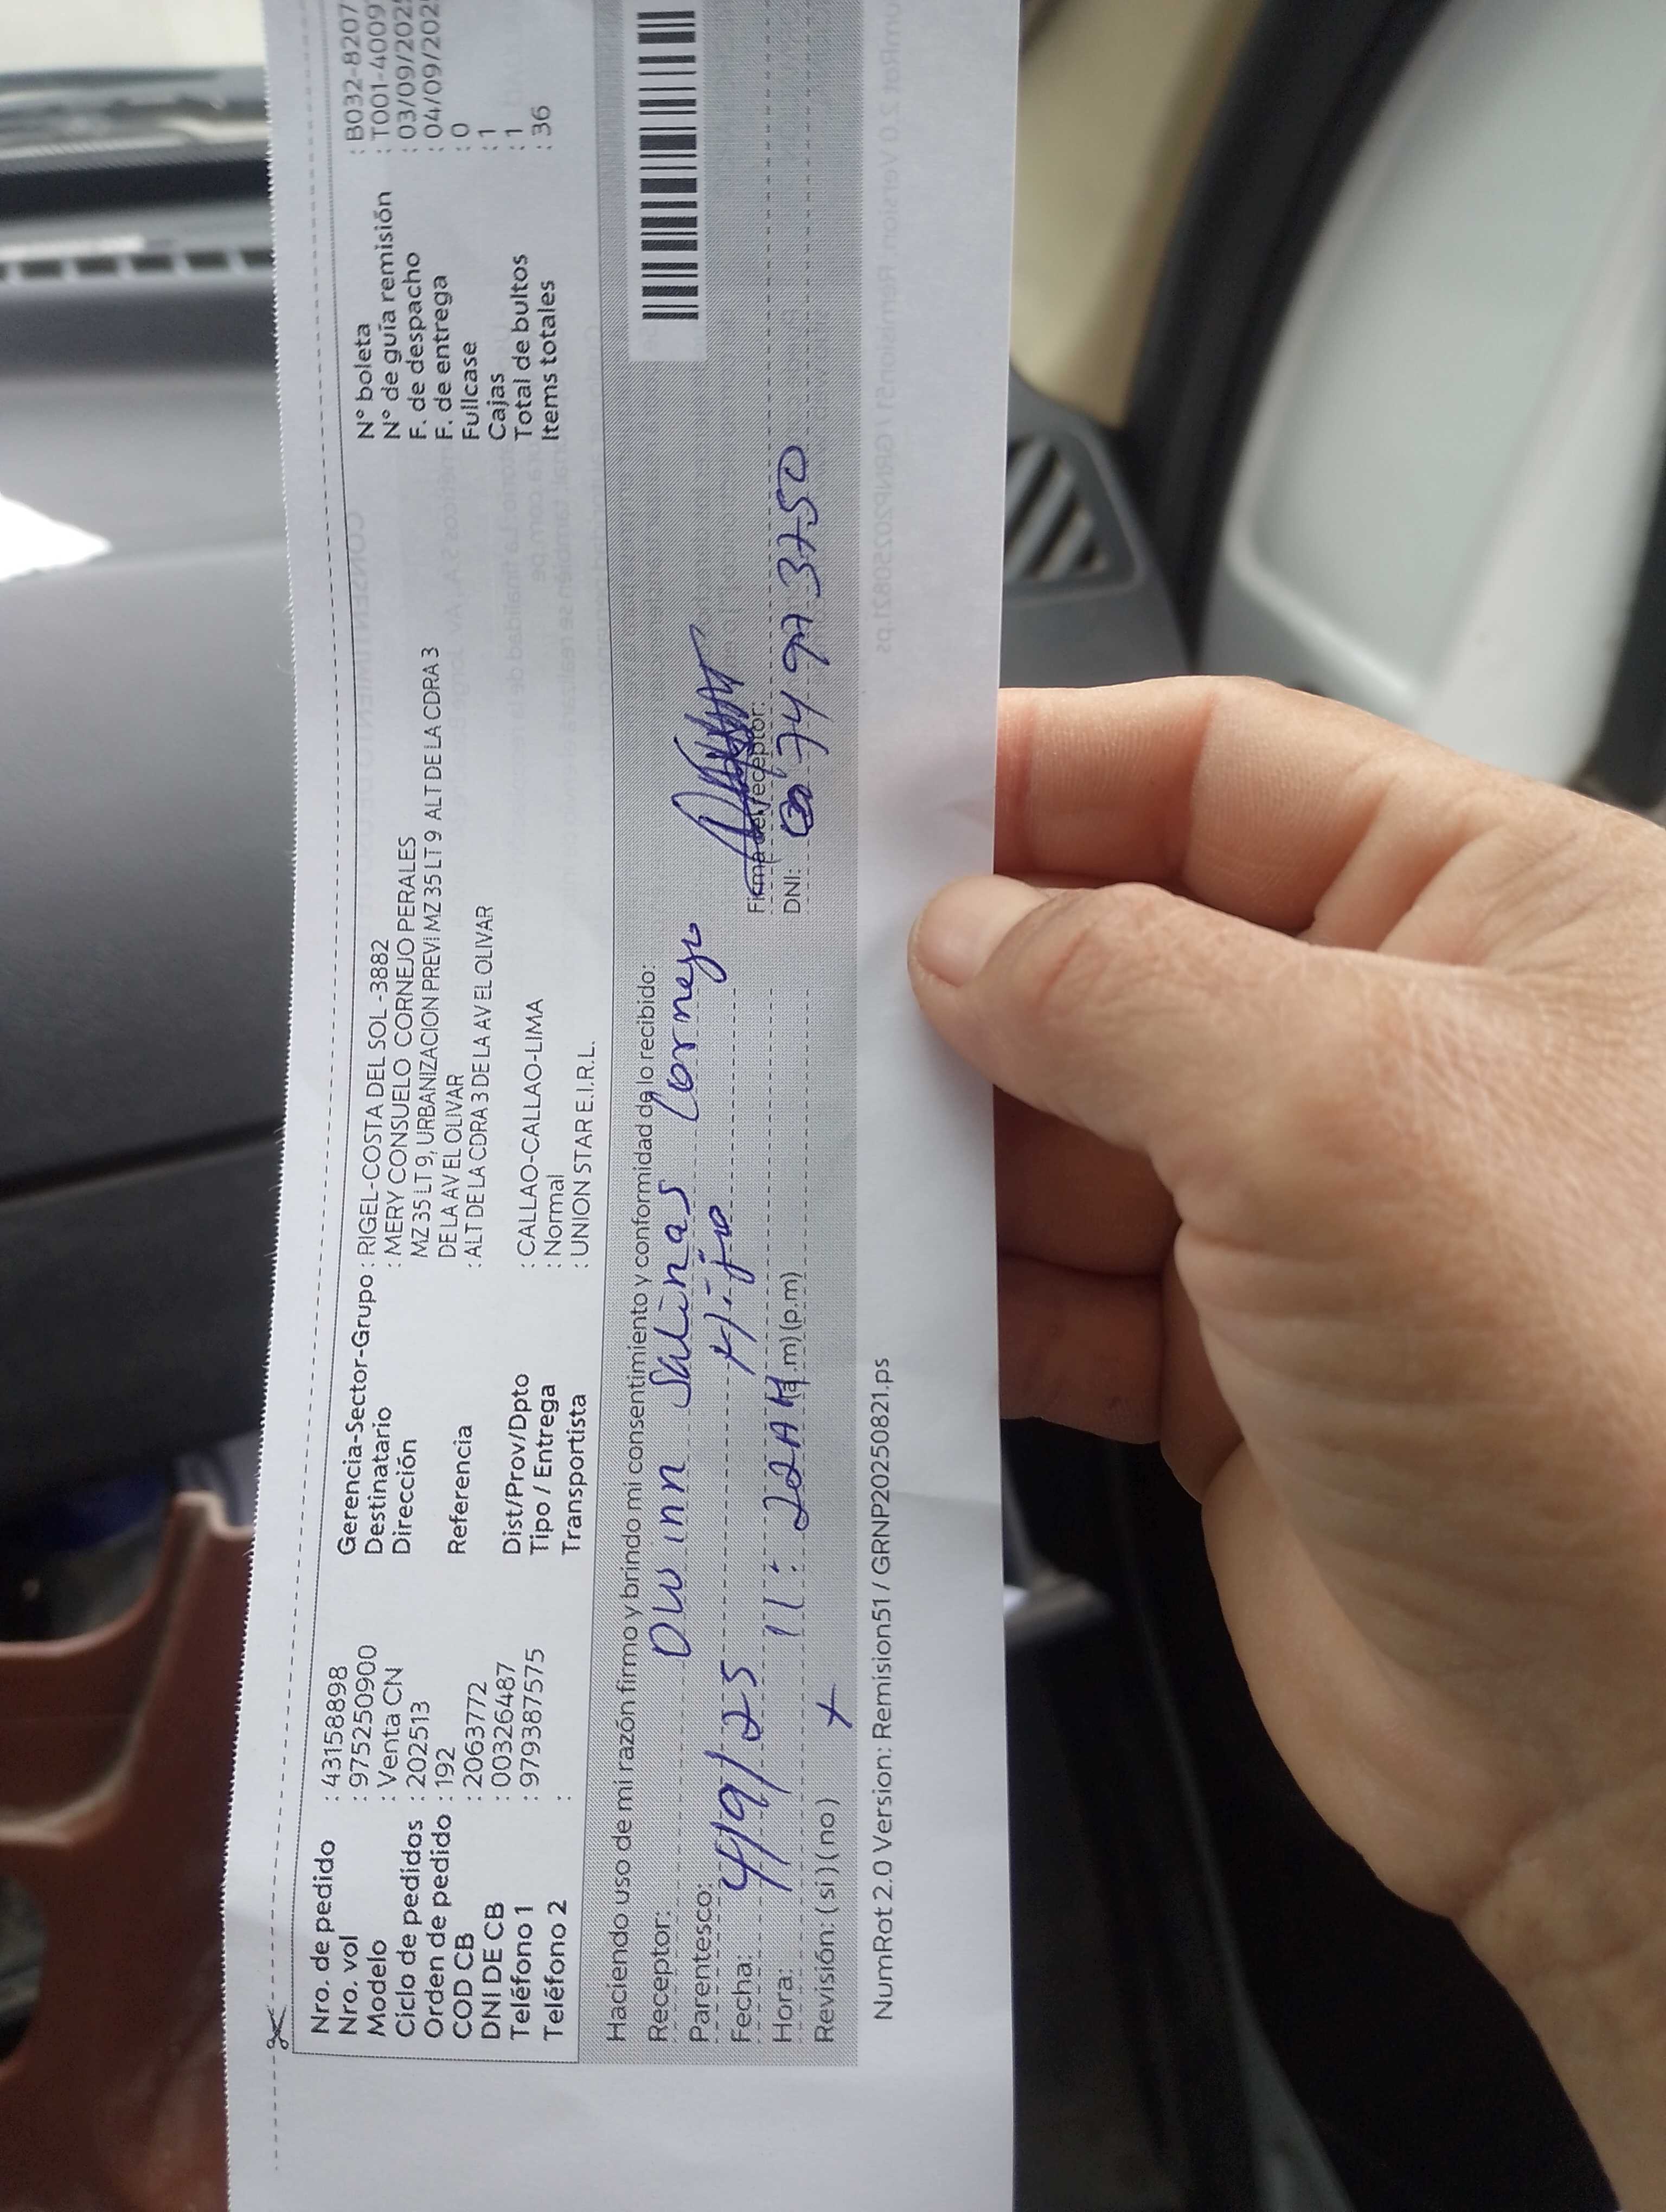 Nro. de pedido : 43158898
Nro. vol : 975250900
Modelo : Venta CN
Ciclo de pedidos : 202513
Orden de pedido : 192
COD CB : 2063772
DNI DE CB : 00326487
Teléfono 1 : 979387575
Teléfono 2 :
Gerencia-Sector-Grupo : RIGEL-COSTA DEL SOL -3882
Destinatario : MERY CONSUELO CORNEJO PERALES
Dirección MZ 35 LT 9, URBANIZACION PREVI MZ 35 LT 9 ALT DE LA CDRA 3
DE LA AV EL OLIVAR
Referencia : ALT DE LA CDRA 3 DE LA AV EL OLIVAR
Dist/Prov/Dpto : CALLAO-CALLAO-LIMA
Tipo / Entrega : Normal
Transportista : UNION STAR E.I.R.L.
N° boleta : B032-8207
N° de guía remisión : T001-4009
F. de despacho : 03/09/202
F. de entrega : 04/09/202
Fullcase : 0
Cajas : 1
Total de bultos : 1
Items totales : 36
Haciendo uso de mi razón firmo y brindo mi consentimiento y conformidad de lo recibido:
Receptor: Owinn Salinas Cornejo
Parentesco: Hijo
Fecha: 4/9/25
Firma del receptor:
Hora: 11:22AM (a.m) (p.m)
DNI: 74973750
Revisión: (si) (no) x
NumRot 2.0 Version: Remision51 / GRNP20250821.ps